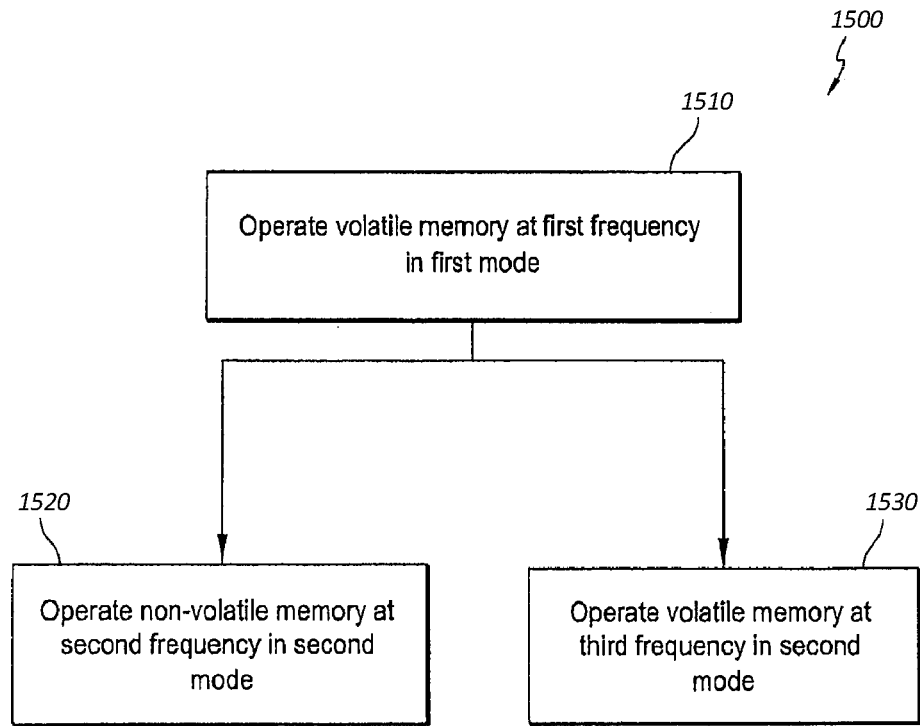 1500
1510
Operate volatile memory at first frequency
in first mode
1520
1530
Operate non-volatile memory at
second frequency in second
mode
Operate volatile memory at
third frequency in second
mode